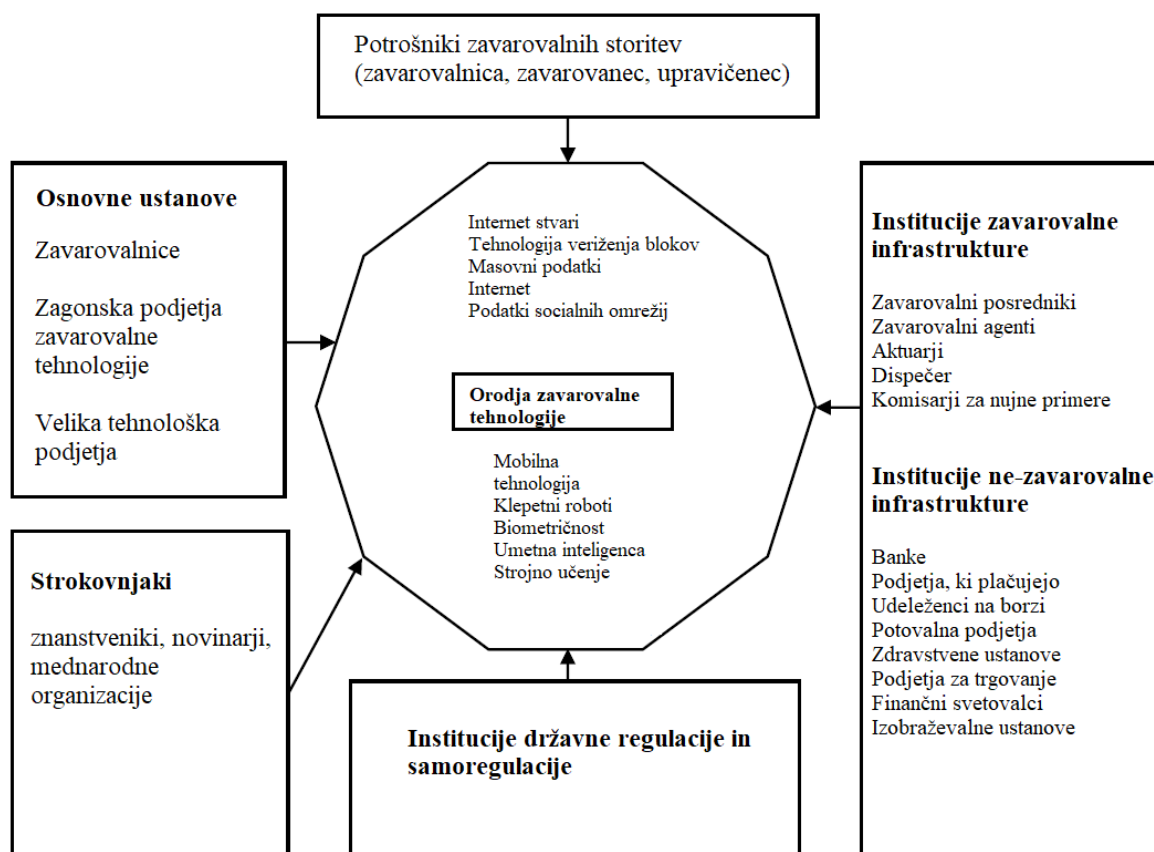 Potrošniki zavarovalnih storitev
(zavarovalnica, zavarovanec, upravičenec)
Osnovne ustanove
Zavarovalnice
Zagonska podjetja
zavarovalne
tehnologije
Velika tehnološka
podjetja
Internet stvari
Tehnologija veriženja blokov
Masovni podatki
Internet
Podatki socialnih omrežij
Orodja zavarovalne
tehnologije
Mobilna
tehnologija
Klepetni roboti
Biometričnost
Umetna inteligenca
Strojno učenje
Institucije zavarovalne
infrastrukture
Zavarovalni posredniki
Zavarovalni agenti
Aktuarji
Dispečer
Komisarji za nujne primere
Institucije ne-zavarovalne
infrastrukture
Banke
Podjetja, ki plačujejo
Udeleženci na borzi
Potovalna podjetja
Zdravstvene ustanove
Podjetja za trgovanje
Finančni svetovalci
Izobraževalne ustanove
Strokovnjaki
znanstveniki, novinarji,
mednarodne
organizacije
Institucije državne regulacije in
samoregulacije